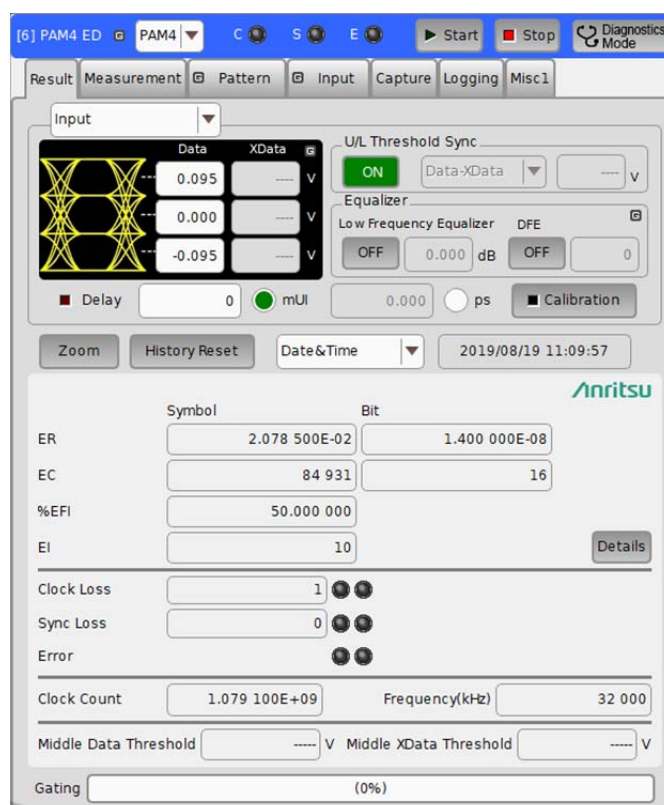 [6] PAM4 ED G PAM4 C S E Start Stop Diagnostics Mode
Result Measurement G Pattern G Input Capture Logging Misc1
Input
Data XData G
0.095 ---- V
0.000 ---- V
-0.095 ---- V
U/L Threshold Sync
ON Data-XData ---- V
Equalizer
Low Frequency Equalizer DFE G
OFF 0.000 dB OFF 0
Delay 0 mUI 0.000 ps Calibration
Zoom History Reset Date&Time 2019/08/19 11:09:57
Anritsu
Symbol Bit
ER 2.078 500E-02 1.400 000E-08
EC 84 931 16
%EFI 50.000 000
EI 10 Details
Clock Loss 1
Sync Loss 0
Error
Clock Count 1.079 100E+09 Frequency(kHz) 32 000
Middle Data Threshold ----- V Middle XData Threshold ----- V
Gating (0%)